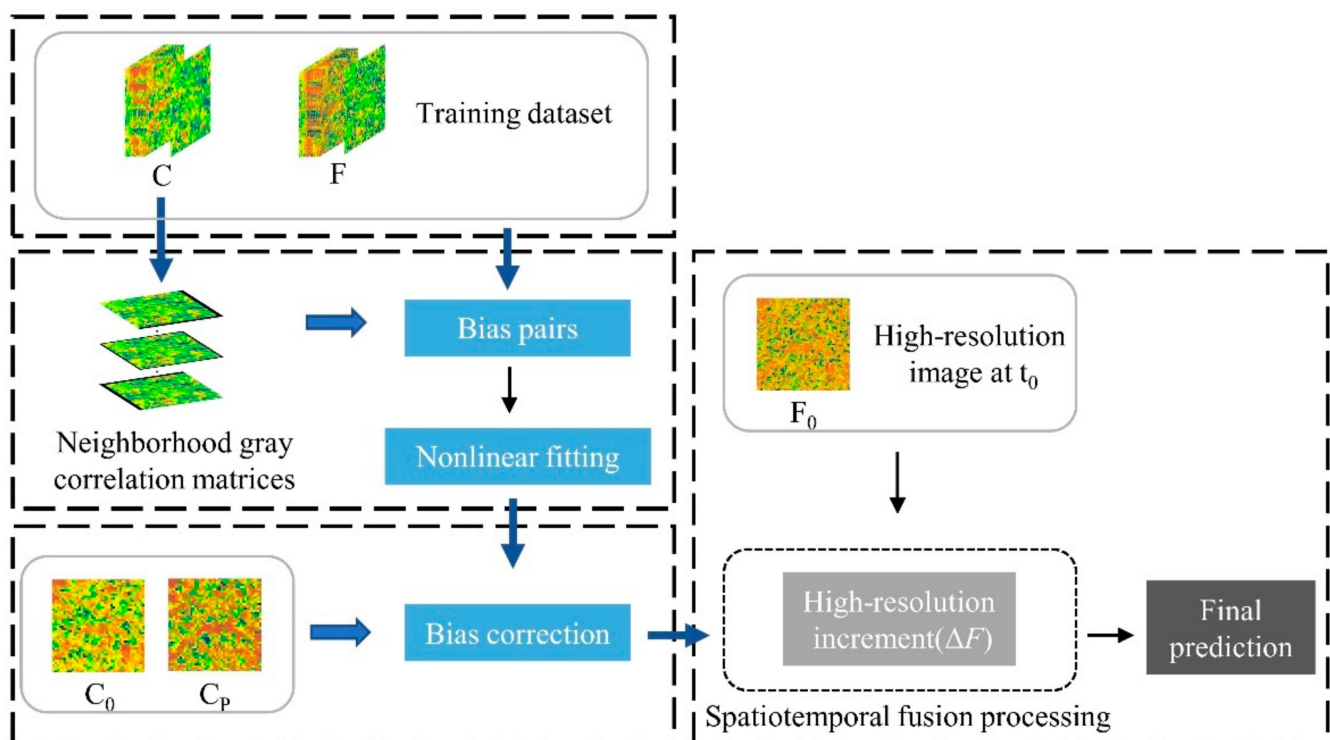 Training dataset
C
F
Bias pairs
Neighborhood gray
correlation matrices
Nonlinear fitting
High-resolution
image at t₀
F₀
C₀
C_P
Bias correction
High-resolution
increment(ΔF)
Final
prediction
Spatiotemporal fusion processing